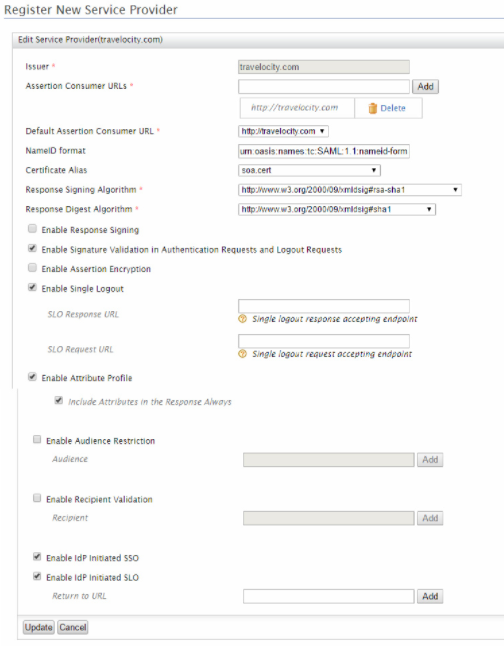 Register New Service Provider
Edit Service Provider(travelocity.com)
Issuer * travelocity.com
Assertion Consumer URLs * Add
http://travelocity.com Delete
Default Assertion Consumer URL * http://travelocity.com
NameID format urn:oasis:names:tc:SAML:1.1:nameid-form
Certificate Alias soa.cert
Response Signing Algorithm * http://www.w3.org/2000/09/xmldsig#rsa-sha1
Response Digest Algorithm * http://www.w3.org/2000/09/xmldsig#sha1
Enable Response Signing
Enable Signature Validation in Authentication Requests and Logout Requests
Enable Assertion Encryption
Enable Single Logout
SLO Response URL
Single logout response accepting endpoint
SLO Request URL
Single logout request accepting endpoint
Enable Attribute Profile
Include Attributes in the Response Always
Enable Audience Restriction
Audience Add
Enable Recipient Validation
Recipient Add
Enable IdP Initiated SSO
Enable IdP Initiated SLO
Return to URL Add
Update Cancel